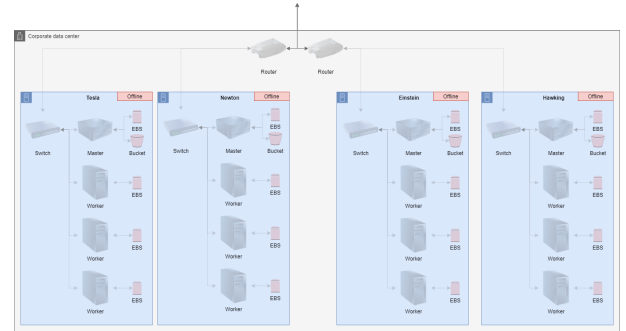 Corporate data center
Router Router
Tesla Offline Newton Offline Einstein Offline Hawking Offline
EBS EBS EBS EBS
Switch Master Bucket Switch Master Bucket Switch Master Bucket Switch Master Bucket
EBS EBS EBS EBS
Worker Worker Worker Worker
EBS EBS EBS EBS
Worker Worker Worker Worker
EBS EBS EBS EBS
Worker Worker Worker Worker